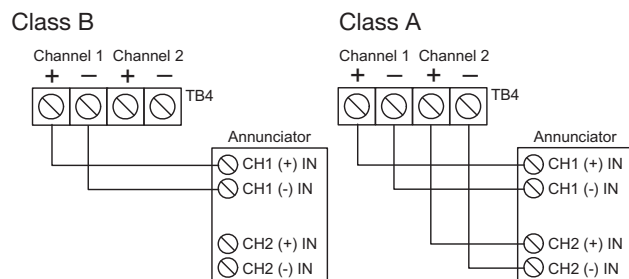 Class B
Channel 1 Channel 2
+ − + −
TB4
Annunciator
CH1 (+) IN
CH1 (-) IN
CH2 (+) IN
CH2 (-) IN
Class A
Channel 1 Channel 2
+ − + −
TB4
Annunciator
CH1 (+) IN
CH1 (-) IN
CH2 (+) IN
CH2 (-) IN